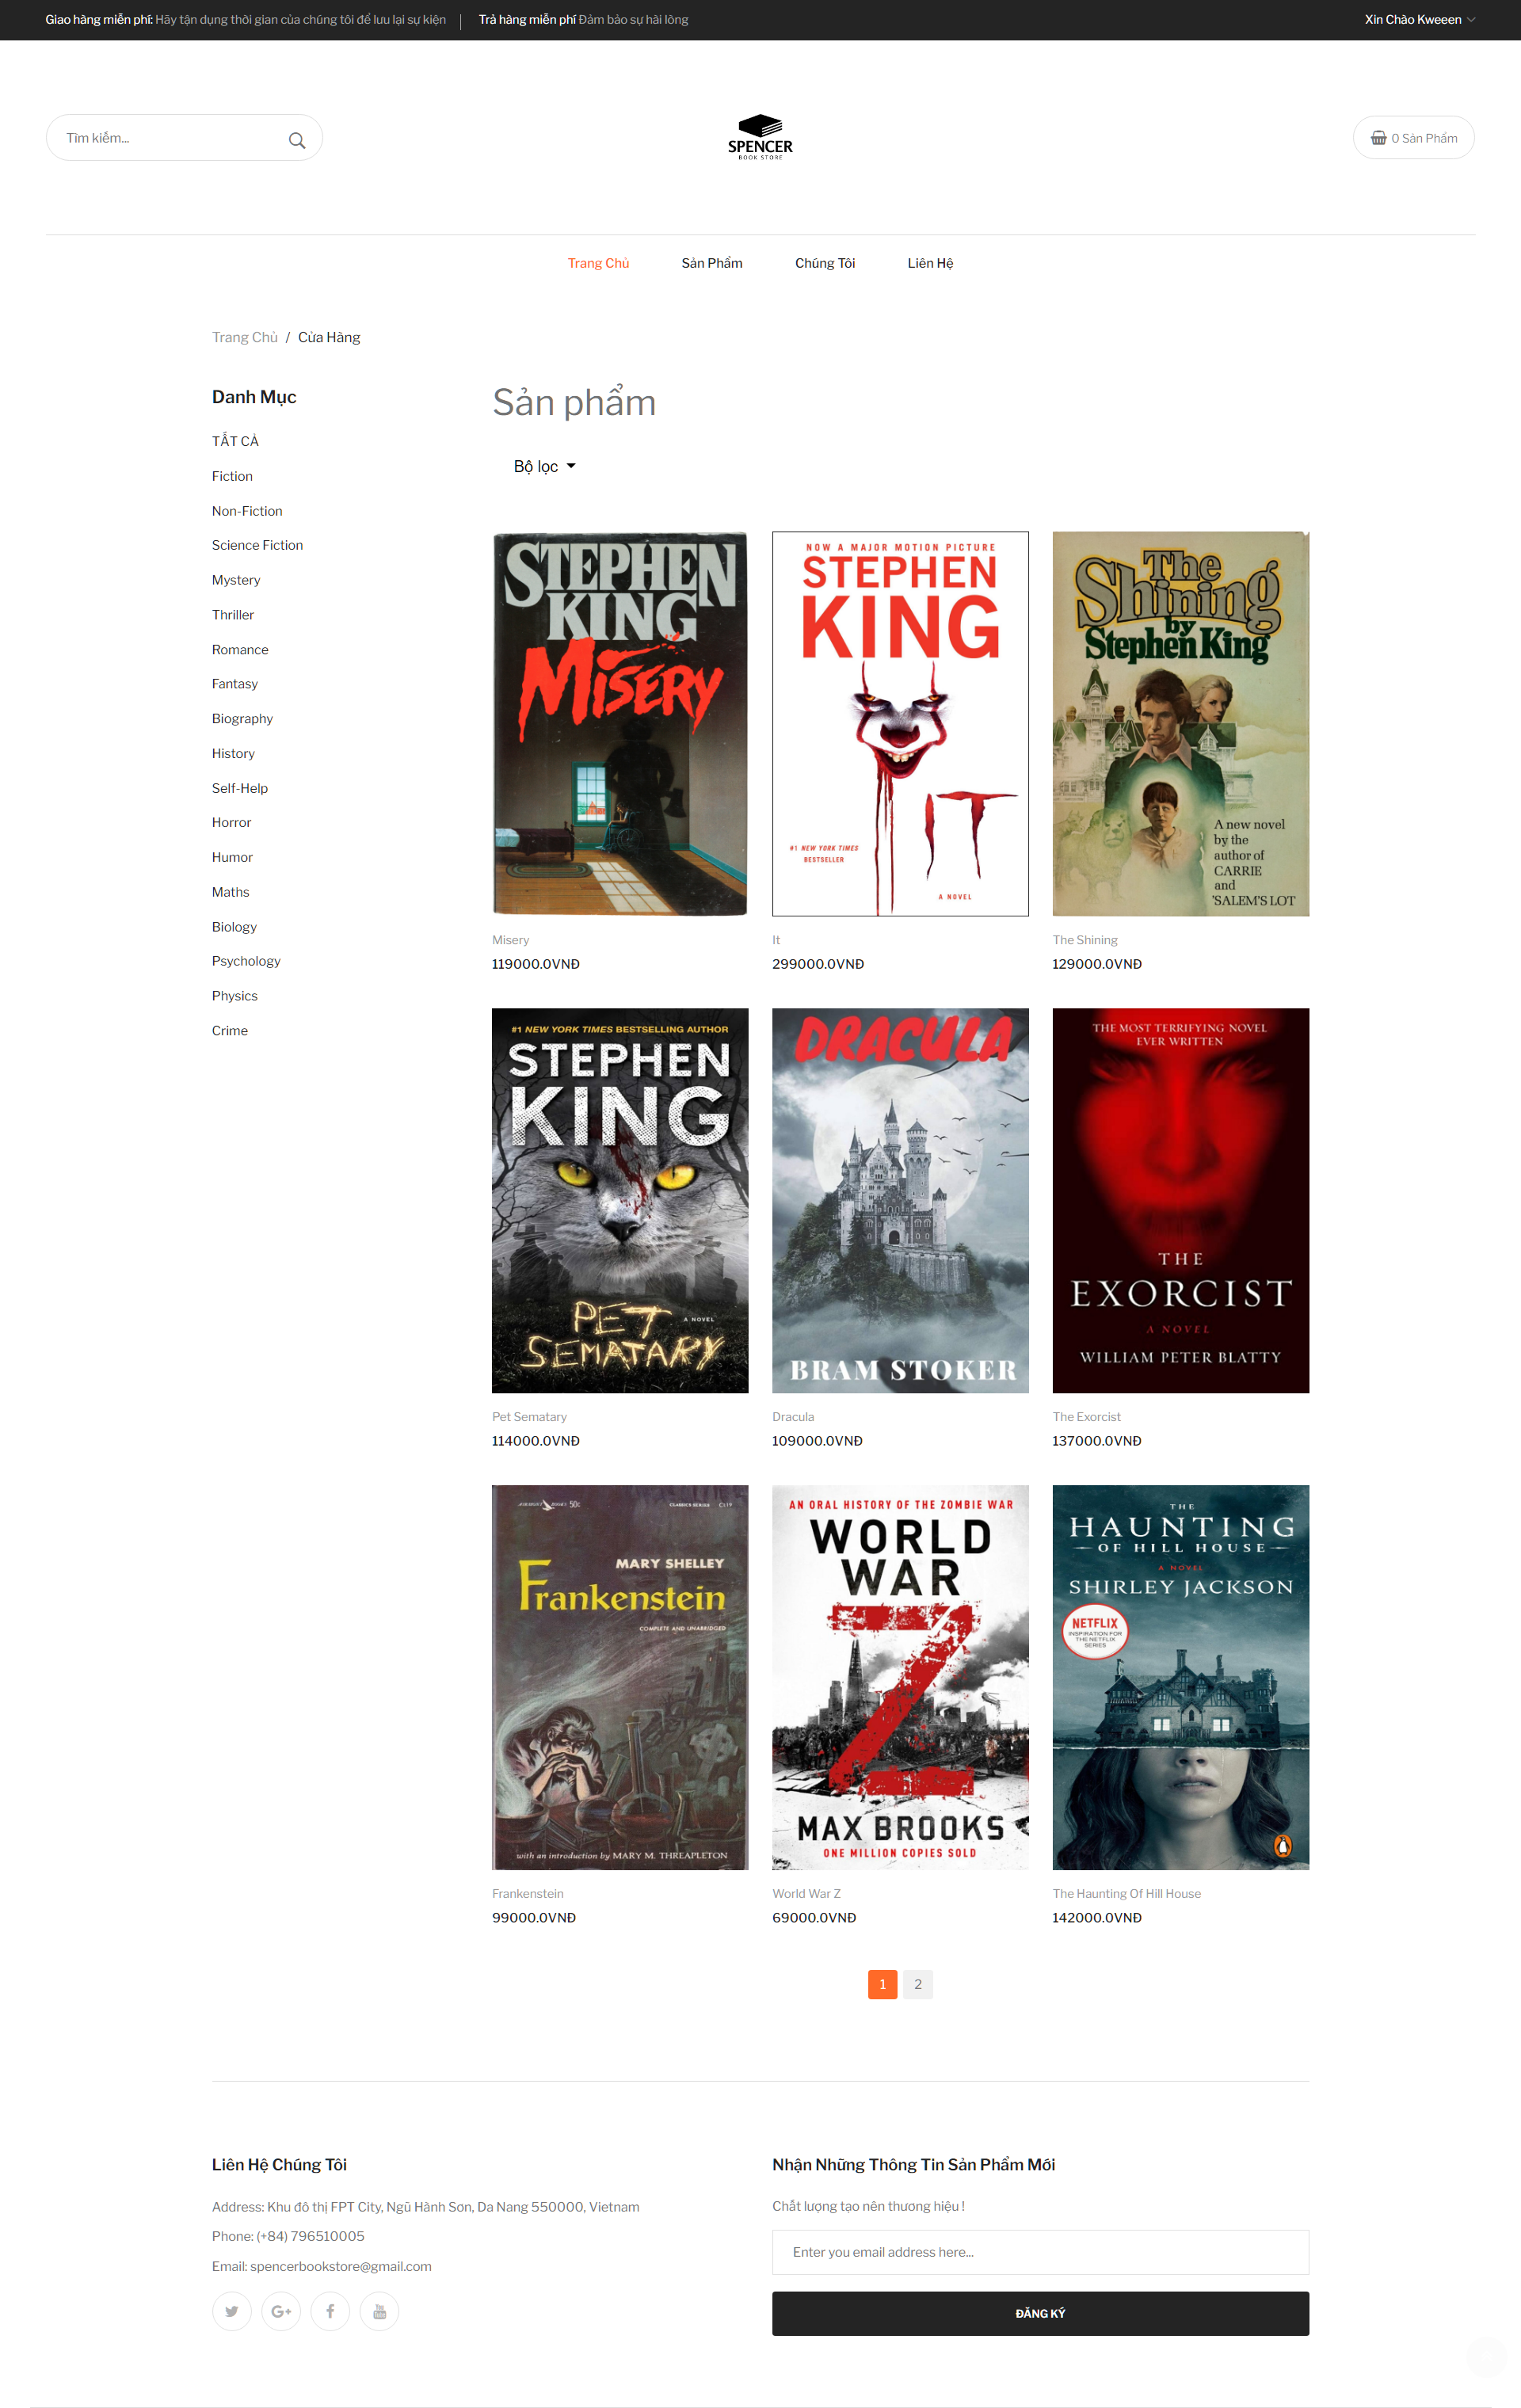 Giao hàng miễn phí: Hãy tận dụng thời gian của chúng tôi để lưu lại sự kiện
Trả hàng miễn phí Đảm bảo sự hài lòng
Xin Chào Kweeen
Tìm kiếm...
SPENCER
BOOK STORE
0 Sản Phẩm
Trang Chủ
Sản Phẩm
Chúng Tôi
Liên Hệ
Trang Chủ / Cửa Hàng
Danh Mục
TẤT CẢ
Fiction
Non-Fiction
Science Fiction
Mystery
Thriller
Romance
Fantasy
Biography
History
Self-Help
Horror
Humor
Maths
Biology
Psychology
Physics
Crime
Sản phẩm
Bộ lọc
STEPHEN
KING
MISERY
NOW A MAJOR MOTION PICTURE
STEPHEN
KING
IT
#1 NEW YORK TIMES
BESTSELLER
A NOVEL
The
Shining
by
Stephen King
A new novel
by the
author of
CARRIE
and
'SALEM'S LOT
Misery
119000.0VNĐ
It
299000.0VNĐ
The Shining
129000.0VNĐ
#1 NEW YORK TIMES BESTSELLING AUTHOR
STEPHEN
KING
PET
A NOVEL
SEMATARY
DRACULA
BRAM STOKER
THE MOST TERRIFYING NOVEL
EVER WRITTEN
THE
EXORCIST
A NOVEL
WILLIAM PETER BLATTY
Pet Sematary
114000.0VNĐ
Dracula
109000.0VNĐ
The Exorcist
137000.0VNĐ
50c
CLASSICS SERIES
MARY SHELLEY
Frankenstein
COMPLETE AND UNABRIDGED
with an introduction by MARY M. THREAPLETON
AN ORAL HISTORY OF THE ZOMBIE WAR
WORLD
WAR
Z
MAX BROOKS
ONE MILLION COPIES SOLD
THE
HAUNTING
OF HILL HOUSE
A NOVEL
SHIRLEY JACKSON
NETFLIX
INSPIRATION FOR
THE NETFLIX
SERIES
Frankenstein
99000.0VNĐ
World War Z
69000.0VNĐ
The Haunting Of Hill House
142000.0VNĐ
1 2
Liên Hệ Chúng Tôi
Address: Khu đô thị FPT City, Ngũ Hành Sơn, Da Nang 550000, Vietnam
Phone: (+84) 796510005
Email: spencerbookstore@gmail.com
Nhận Những Thông Tin Sản Phẩm Mới
Chất lượng tạo nên thương hiệu !
Enter you email address here...
ĐĂNG KÝ